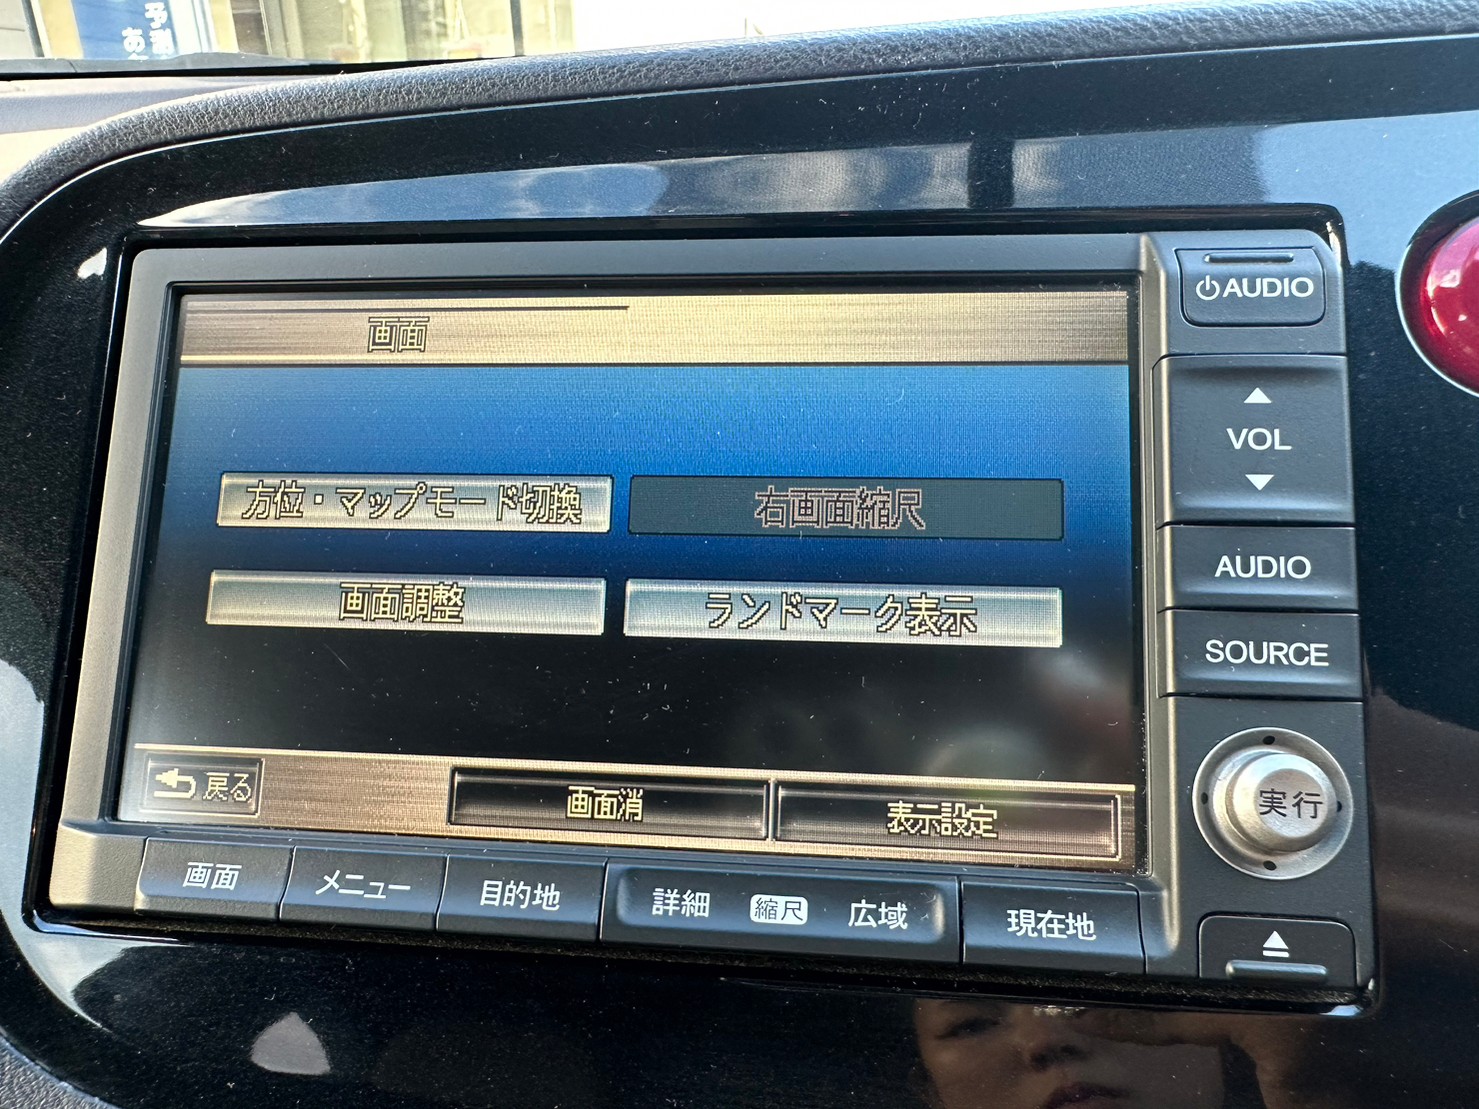 あ
画面
方位・マップモード切換
右画面縮尺
画面調整
ランドマーク表示
戻る
画面消
表示設定
画面
メニュー
目的地
詳細
縮尺
広域
現在地
AUDIO
VOL
AUDIO
SOURCE
実行